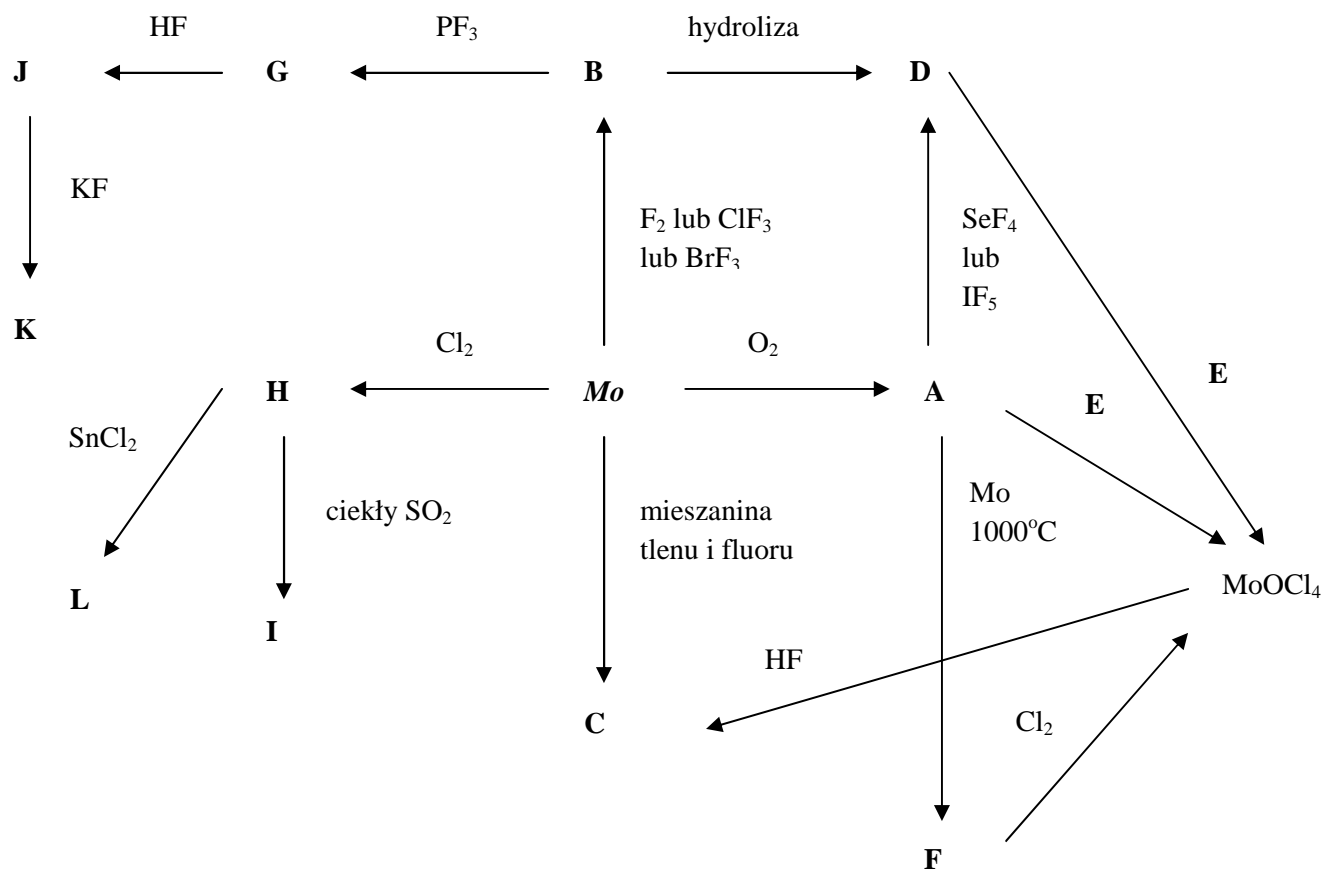 HF PF₃ hydroliza
J G B D
KF
F₂ lub ClF₃
lub BrF₃
SeF₄
lub
IF₅
K
Cl₂ O₂
E
H Mo A
E
SnCl₂
ciekły SO₂
mieszanina
tlenu i fluoru
Mo
1000°C
L
I
MoOCl₄
HF
C
Cl₂
F